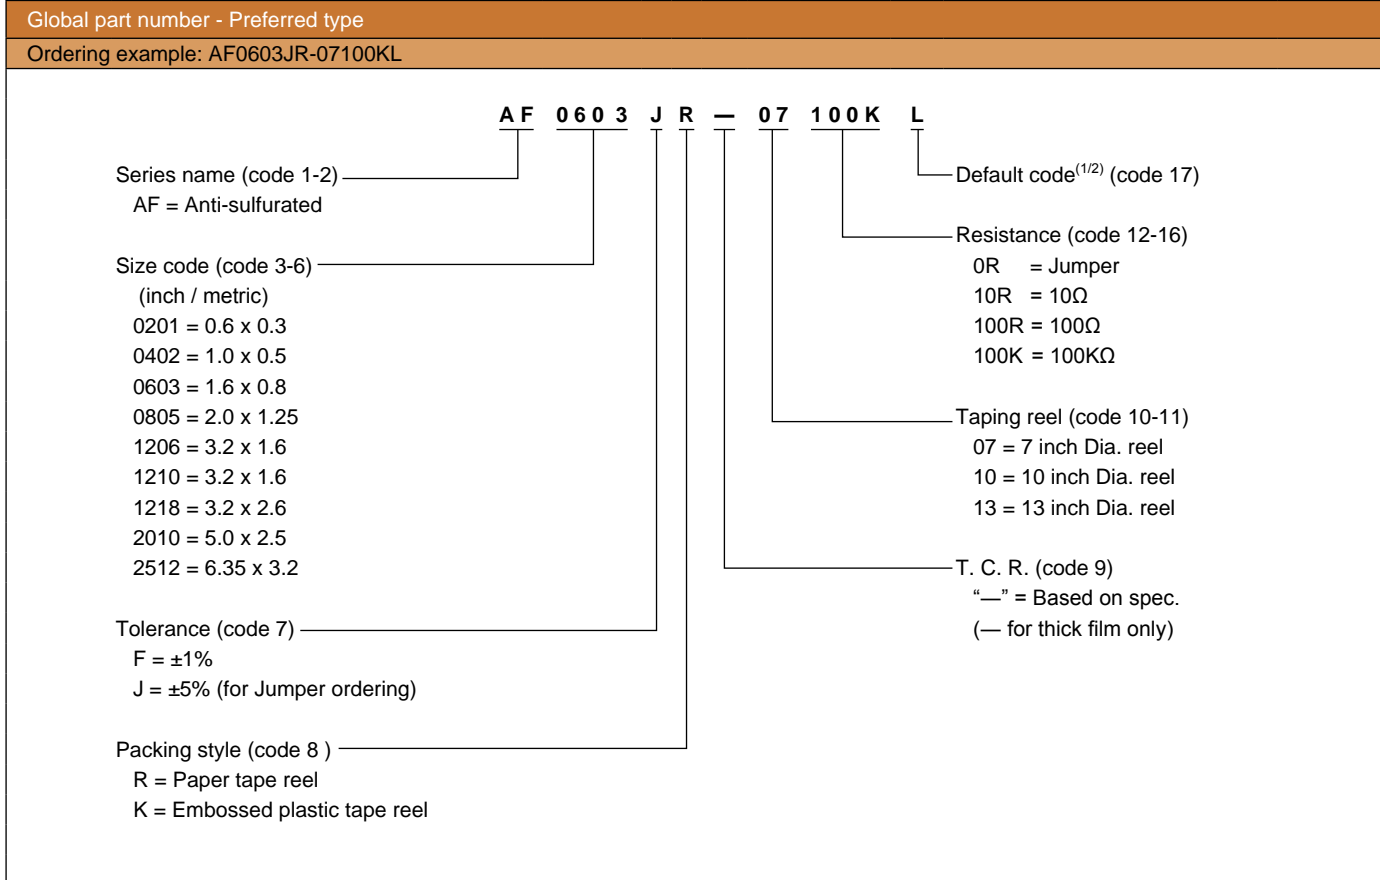 Global part number - Preferred type
Ordering example: AF0603JR-07100KL
AF 0603 J R — 07 100K L
Series name (code 1-2)
AF = Anti-sulfurated
Size code (code 3-6)
(inch / metric)
0201 = 0.6 x 0.3
0402 = 1.0 x 0.5
0603 = 1.6 x 0.8
0805 = 2.0 x 1.25
1206 = 3.2 x 1.6
1210 = 3.2 x 1.6
1218 = 3.2 x 2.6
2010 = 5.0 x 2.5
2512 = 6.35 x 3.2
Tolerance (code 7)
F = ±1%
J = ±5% (for Jumper ordering)
Packing style (code 8 )
R = Paper tape reel
K = Embossed plastic tape reel
Default code(1/2) (code 17)
Resistance (code 12-16)
0R = Jumper
10R = 10Ω
100R = 100Ω
100K = 100KΩ
Taping reel (code 10-11)
07 = 7 inch Dia. reel
10 = 10 inch Dia. reel
13 = 13 inch Dia. reel
T. C. R. (code 9)
“—” = Based on spec.
(— for thick film only)